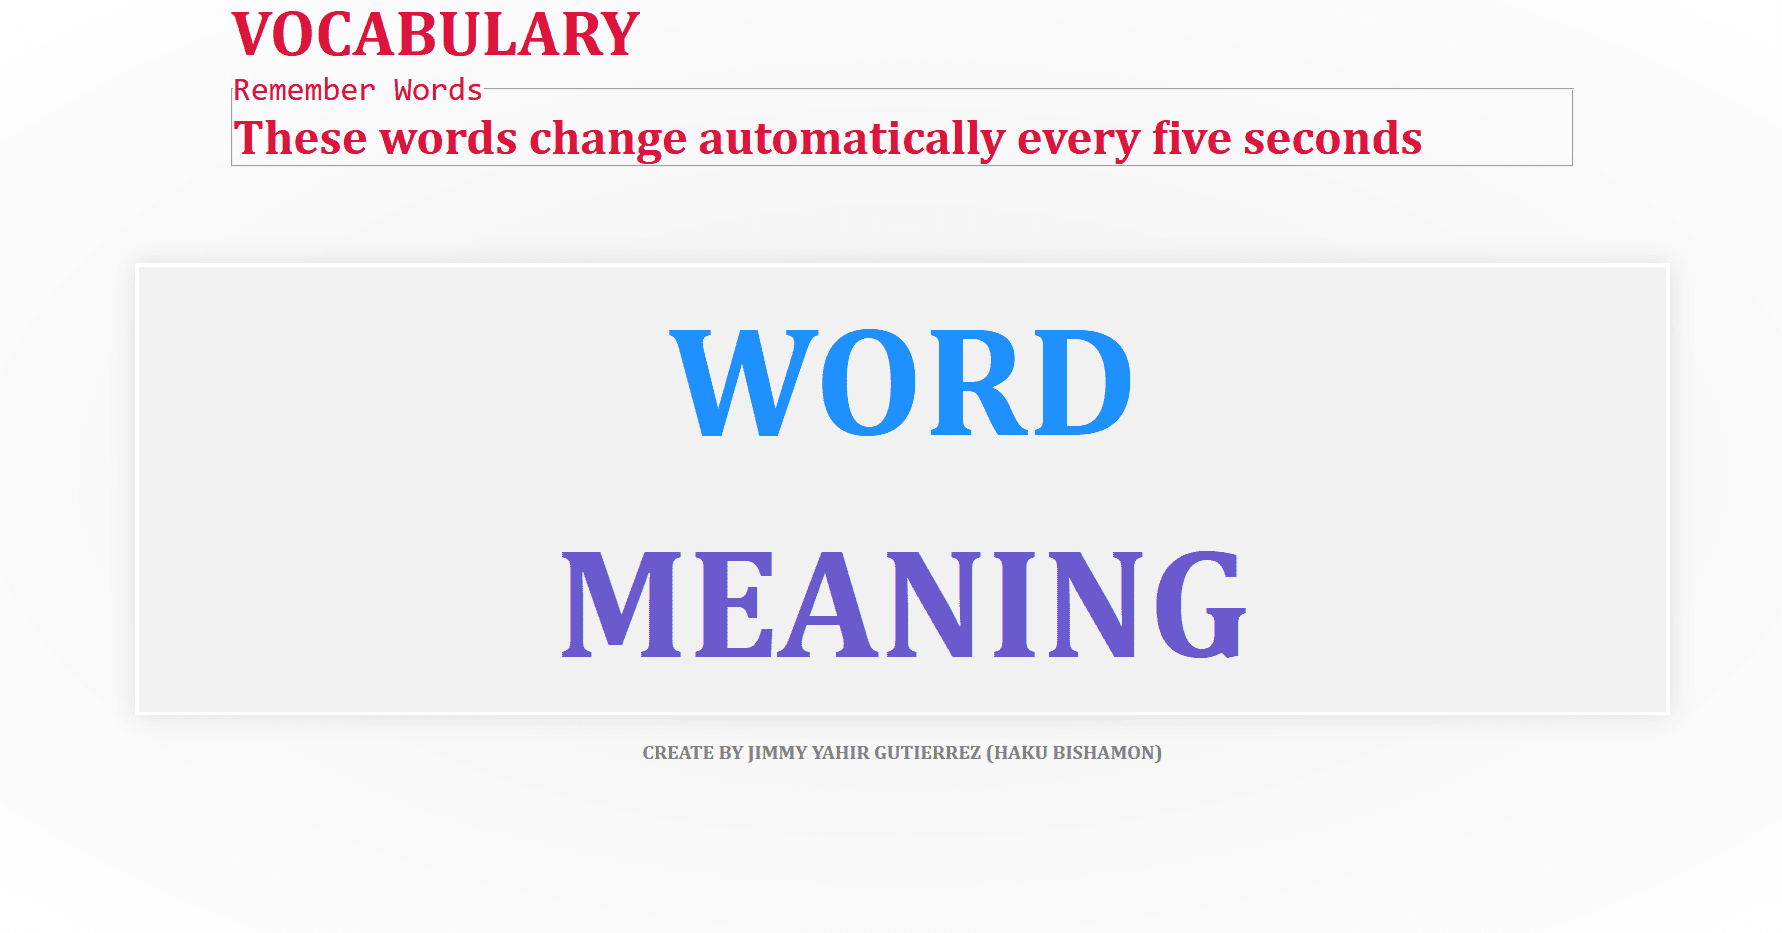 VOCABULARY
Remember Words
These words change automatically every five seconds
WORD
MEANING
CREATE BY JIMMY YAHIR GUTIERREZ (HAKU BISHAMON)